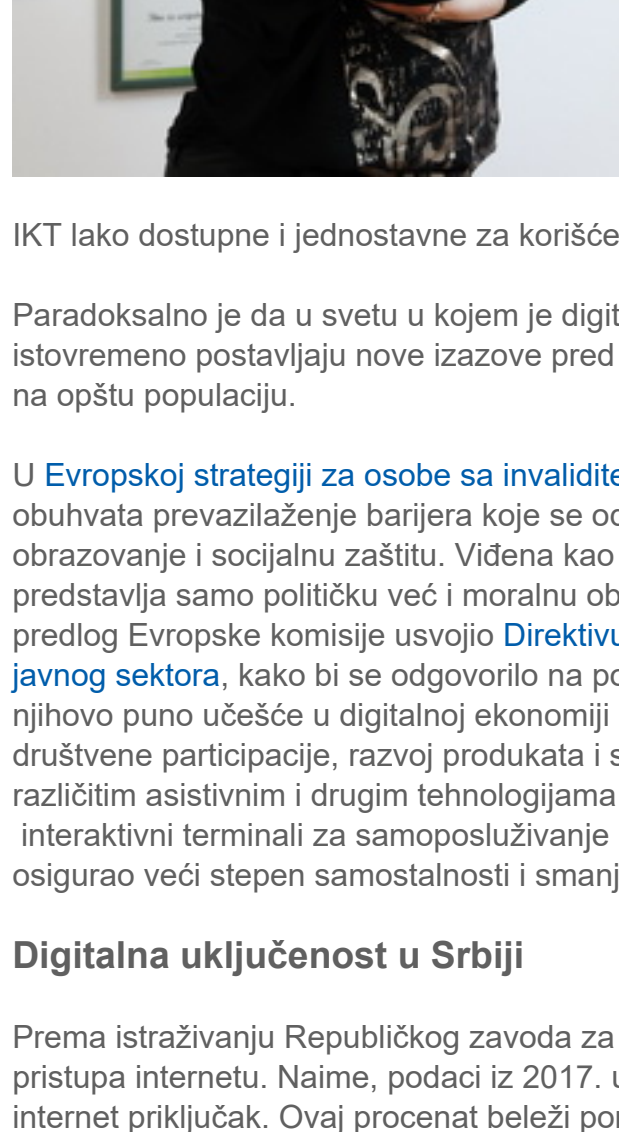 IKT lako dostupne i jednostavne za korišće
Paradoksalno je da u svetu u kojem je digit
istovremeno postavljaju nove izazove pred
na opštu populaciju.
U Evropskoj strategiji za osobe sa invalidite
obuhvata prevazilaženje barijera koje se od
obrazovanje i socijalnu zaštitu. Viđena kao
predstavlja samo političku već i moralnu ob
predlog Evropske komisije usvojio Direktivu
javnog sektora, kako bi se odgovorilo na po
njihovo puno učešće u digitalnoj ekonomiji
društvene participacije, razvoj produkata i s
različitim asistivnim i drugim tehnologijama
interaktivni terminali za samoposluživanje
osigurao veći stepen samostalnosti i smanj
Digitalna uključenost u Srbiji
Prema istraživanju Republičkog zavoda za
pristupa internetu. Naime, podaci iz 2017. u
internet priključak. Ovaj procenat beleži por